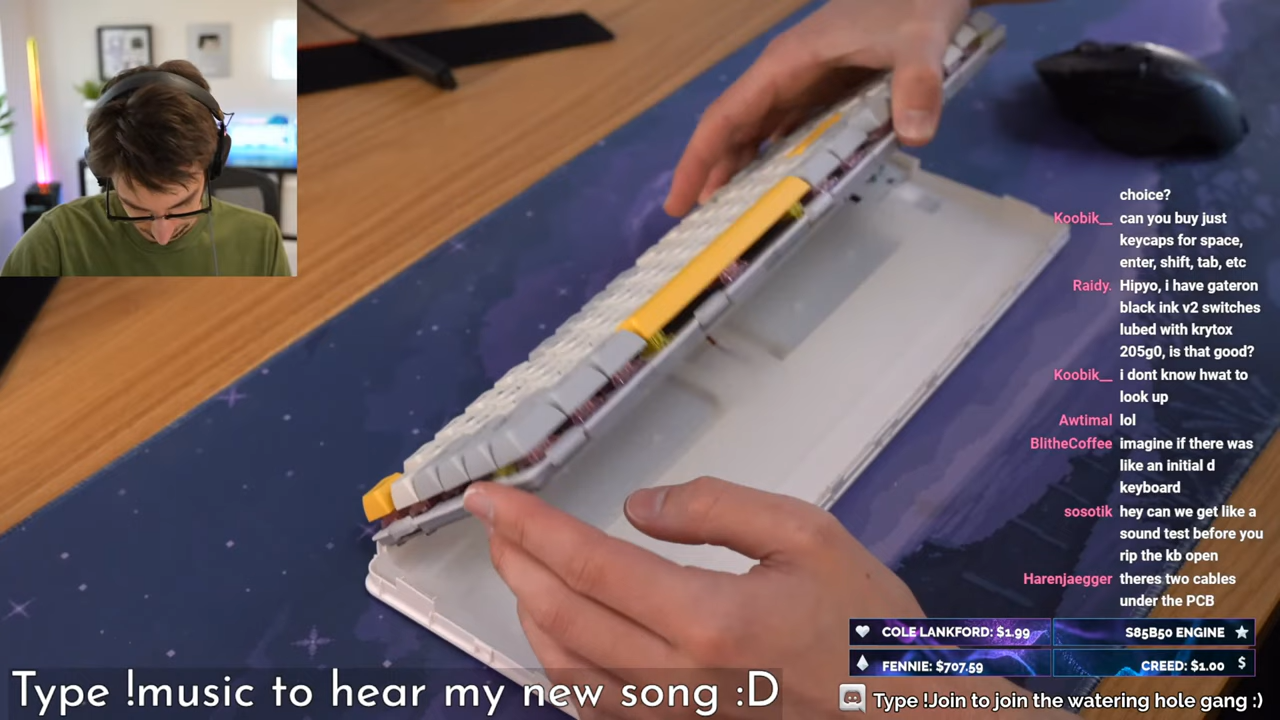 choice?
Koobik__ can you buy just
keycaps for space,
enter, shift, tab, etc
Raidy. Hipyo, i have gateron
black ink v2 switches
lubed with krytox
205g0, is that good?
Koobik__ i dont know hwat to
look up
Awtimal lol
BlitheCoffee imagine if there was
like an initial d
keyboard
sosotik hey can we get like a
sound test before you
rip the kb open
Harenjaegger theres two cables
under the PCB
COLE LANKFORD: $1.99
S85B50 ENGINE
FENNIE: $707.59
CREED: $1.00 $
Type !music to hear my new song :D
Type !Join to join the watering hole gang :)